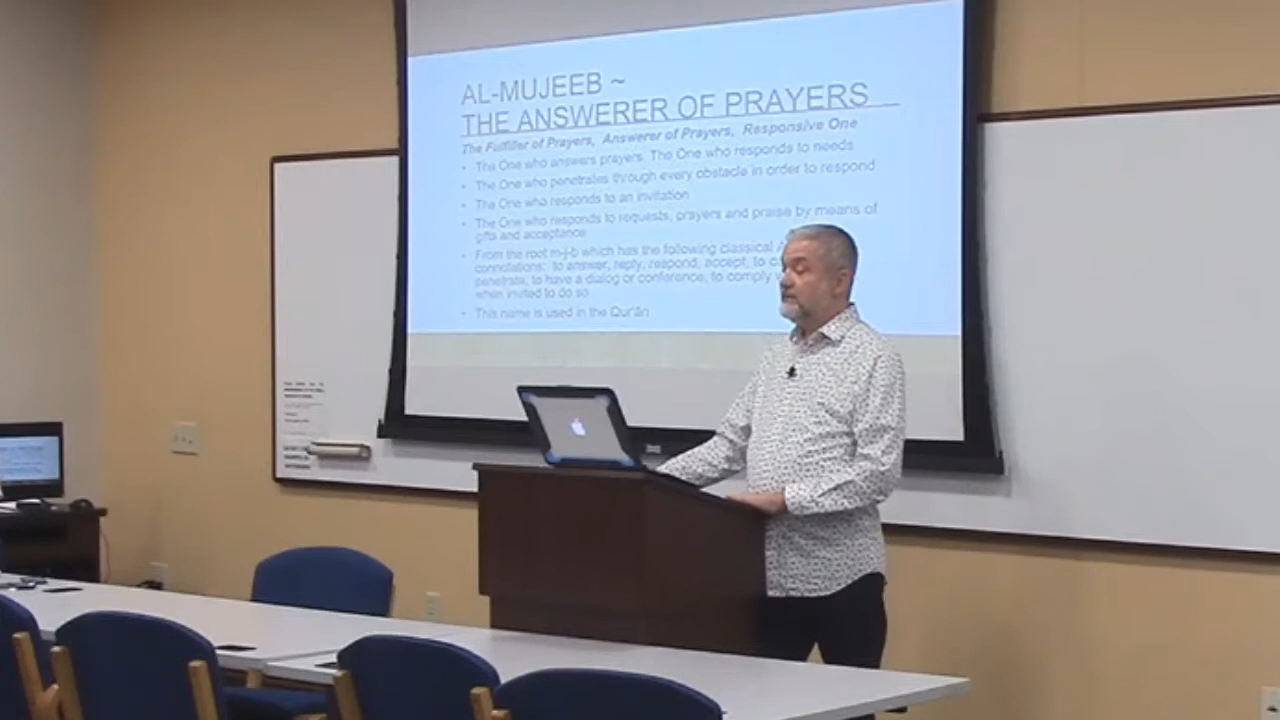 AL-MUJEEB ~
THE ANSWERER OF PRAYERS
The Fulfiller of Prayers, Answerer of Prayers, Responsive One
• The One who answers prayers. The One who responds to needs
• The One who penetrates through every obstacle in order to respond
• The One who responds to an invitation
• The One who responds to requests, prayers and praise by means of
gifts and acceptance
• From the root m-j-b which has the following classical
connotations: to answer, reply, respond, accept, to
penetrate, to have a dialog or conference, to comply
when invited to do so
• This name is used in the Qur'ān